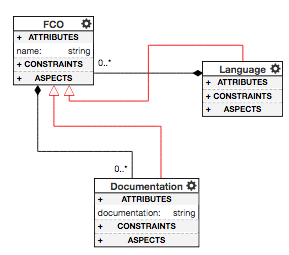 FCO
+ ATTRIBUTES
name: string
+ CONSTRAINTS
+ ASPECTS
0..*
Language
+ ATTRIBUTES
+ CONSTRAINTS
+ ASPECTS
0..*
Documentation
+ ATTRIBUTES
documentation: string
+ CONSTRAINTS
+ ASPECTS